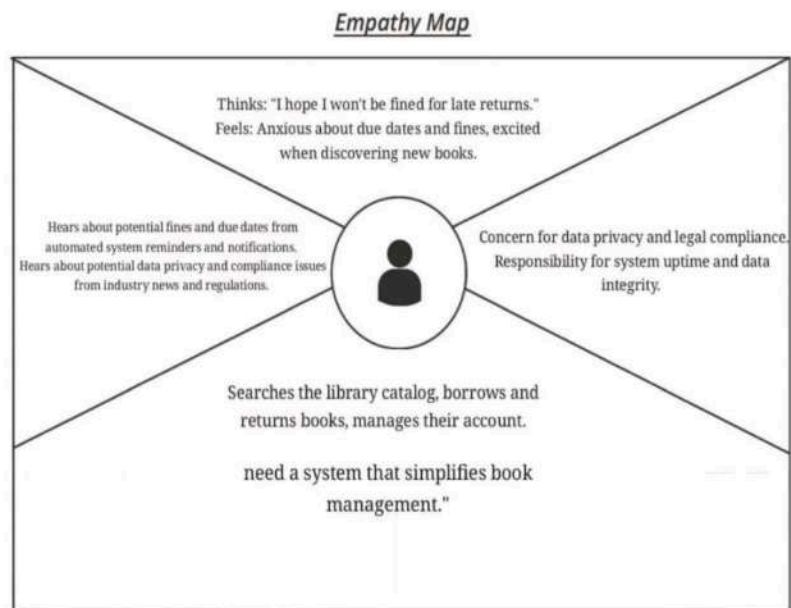 Empathy Map
Thinks: "I hope I won't be fined for late returns."
Feels: Anxious about due dates and fines, excited
when discovering new books.
Hears about potential fines and due dates from
automated system reminders and notifications.
Hears about potential data privacy and compliance issues
from industry news and regulations.
Concern for data privacy and legal compliance.
Responsibility for system uptime and data
integrity.
Searches the library catalog, borrows and
returns books, manages their account.
need a system that simplifies book
management."